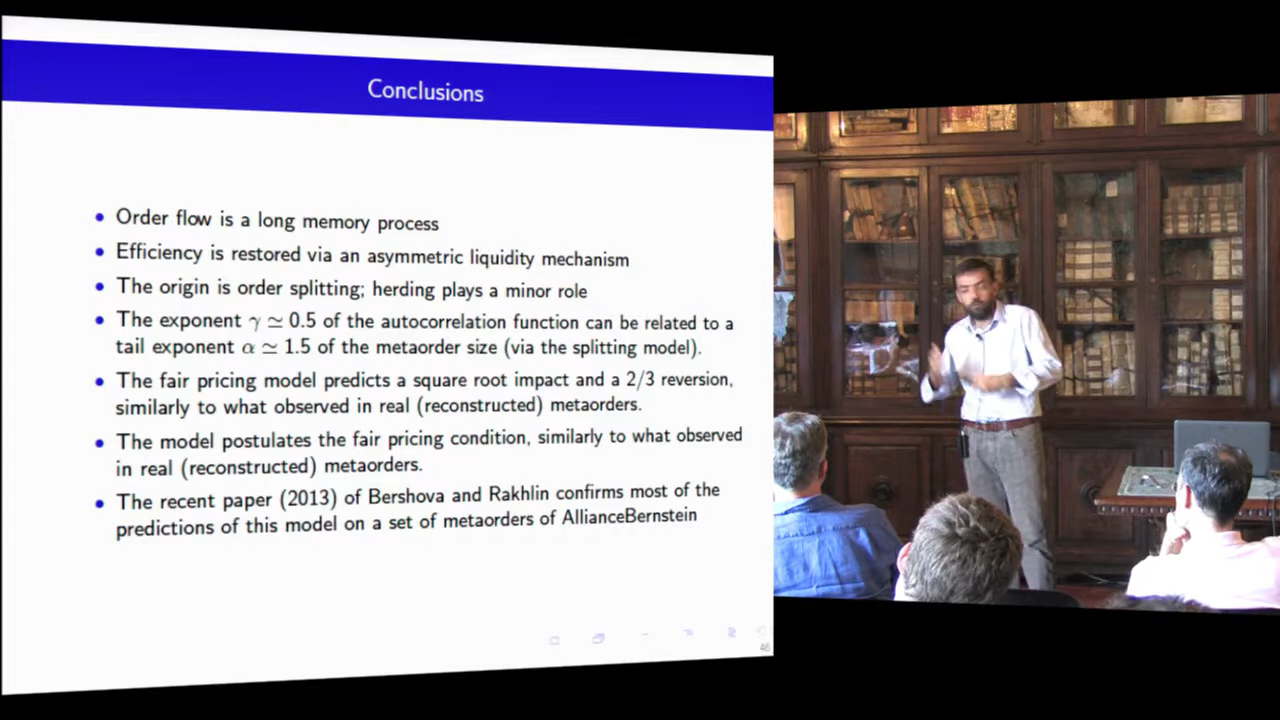 Conclusions
• Order flow is a long memory process
• Efficiency is restored via an asymmetric liquidity mechanism
• The origin is order splitting; herding plays a minor role
• The exponent γ ≃ 0.5 of the autocorrelation function can be related to a
tail exponent α ≃ 1.5 of the metaorder size (via the splitting model).
• The fair pricing model predicts a square root impact and a 2/3 reversion,
similarly to what observed in real (reconstructed) metaorders.
• The model postulates the fair pricing condition, similarly to what observed
in real (reconstructed) metaorders.
• The recent paper (2013) of Bershova and Rakhlin confirms most of the
predictions of this model on a set of metaorders of AllianceBernstein
46